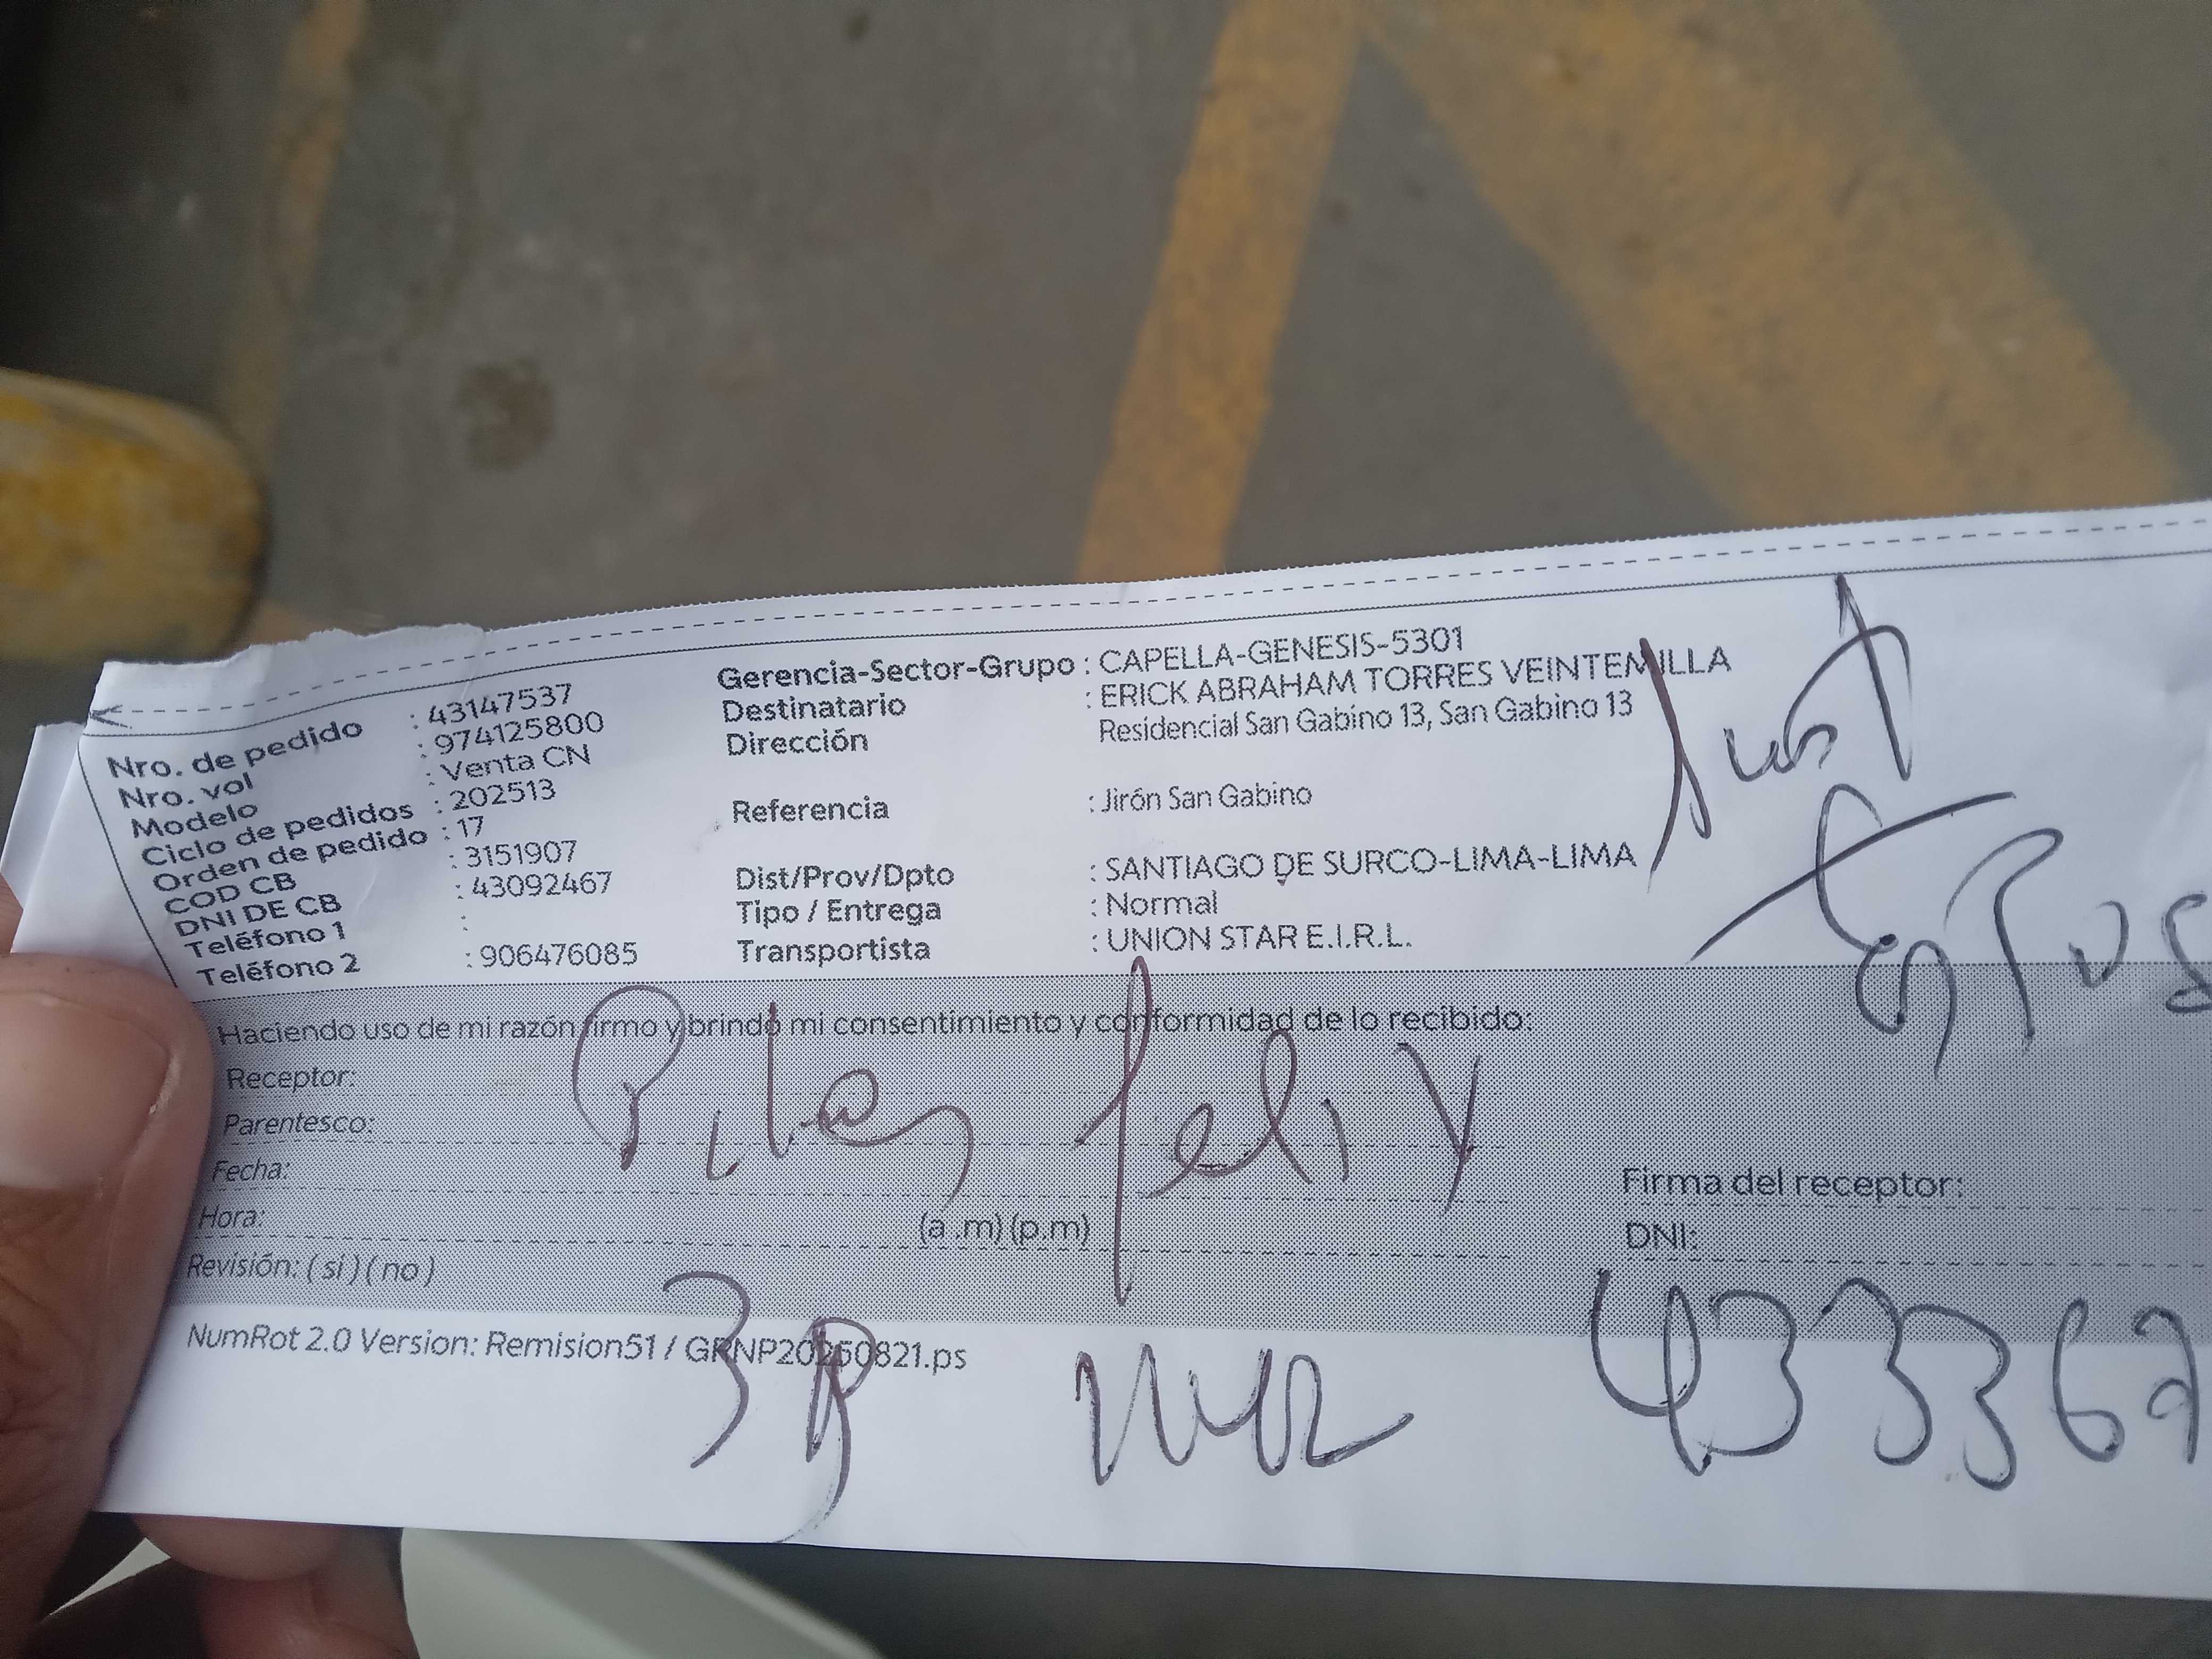 Nro. de pedido : 43147537
Nro. vol : 974125800
Modelo : Venta CN
Ciclo de pedidos : 202513
Orden de pedido : 17
COD CB : 3151907
DNI DE CB : 43092467
Teléfono 1 :
Teléfono 2 : 906476085
Gerencia-Sector-Grupo : CAPELLA-GENESIS-5301
Destinatario : ERICK ABRAHAM TORRES VEINTEMILLA
Dirección Residencial San Gabino 13, San Gabino 13
Referencia : Jirón San Gabino
Dist/Prov/Dpto : SANTIAGO DE SURCO-LIMA-LIMA
Tipo / Entrega : Normal
Transportista : UNION STAR E.I.R.L.
Haciendo uso de mi razón firmo y brindo mi consentimiento y conformidad de lo recibido:
Receptor:
Pilar Felix
Parentesco:
Fecha:
Hora: (a .m) (p.m)
Revisión: ( si ) ( no )
Firma del receptor:
DNI:
433362
NumRot 2.0 Version: Remision51 / GRNP20250821.ps